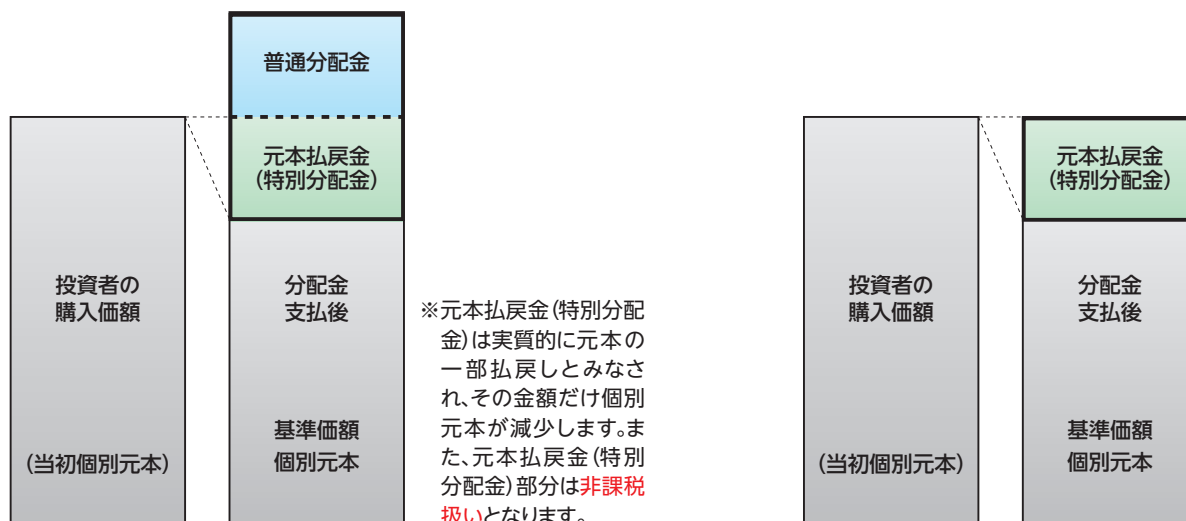 普通分配金
元本払戻金
(特別分配金)
投資者の
購入価額
(当初個別元本)
分配金
支払後
基準価額
個別元本
※元本払戻金(特別分配
金)は実質的に元本の
一部払戻しとみなさ
れ、その金額だけ個別
元本が減少します。ま
た、元本払戻金(特別
分配金)部分は非課税
扱いとなります。
元本払戻金
(特別分配金)
投資者の
購入価額
(当初個別元本)
分配金
支払後
基準価額
個別元本